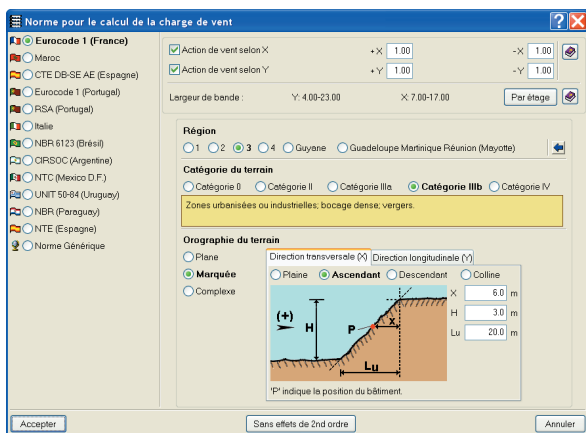 Norme pour le calcul de la charge de vent
Eurocode 1 (France)
Maroc
CTE DB-SE AE (Espagne)
Eurocode 1 (Portugal)
RSA (Portugal)
Italie
NBR 6123 (Brésil)
CIRSOC (Argentine)
NTC (Mexico D.F.)
UNIT 50-84 (Uruguay)
NBR (Paraguay)
NTE (Espagne)
Norme Générique
Action de vent selon X +X 1.00 -X 1.00
Action de vent selon Y +Y 1.00 -Y 1.00
Largeur de bande : Y: 4.00-23.00 X: 7.00-17.00 Par étage
Région
1 2 3 4 Guyane Guadeloupe Martinique Réunion (Mayotte)
Catégorie du terrain
Catégorie 0 Catégorie II Catégorie IIIa Catégorie IIIb Catégorie IV
Zones urbanisées ou industrielles; bocage dense; vergers.
Orographie du terrain
Plane
Marquée
Complexe
Direction transversale (X) Direction longitudinale (Y)
Plaine Ascendant Descendant Colline
X 6.0 m
H 3.0 m
Lu 20.0 m
(+) H P x
Lu
'P' indique la position du bâtiment.
Accepter Sans effets de 2nd ordre Annuler